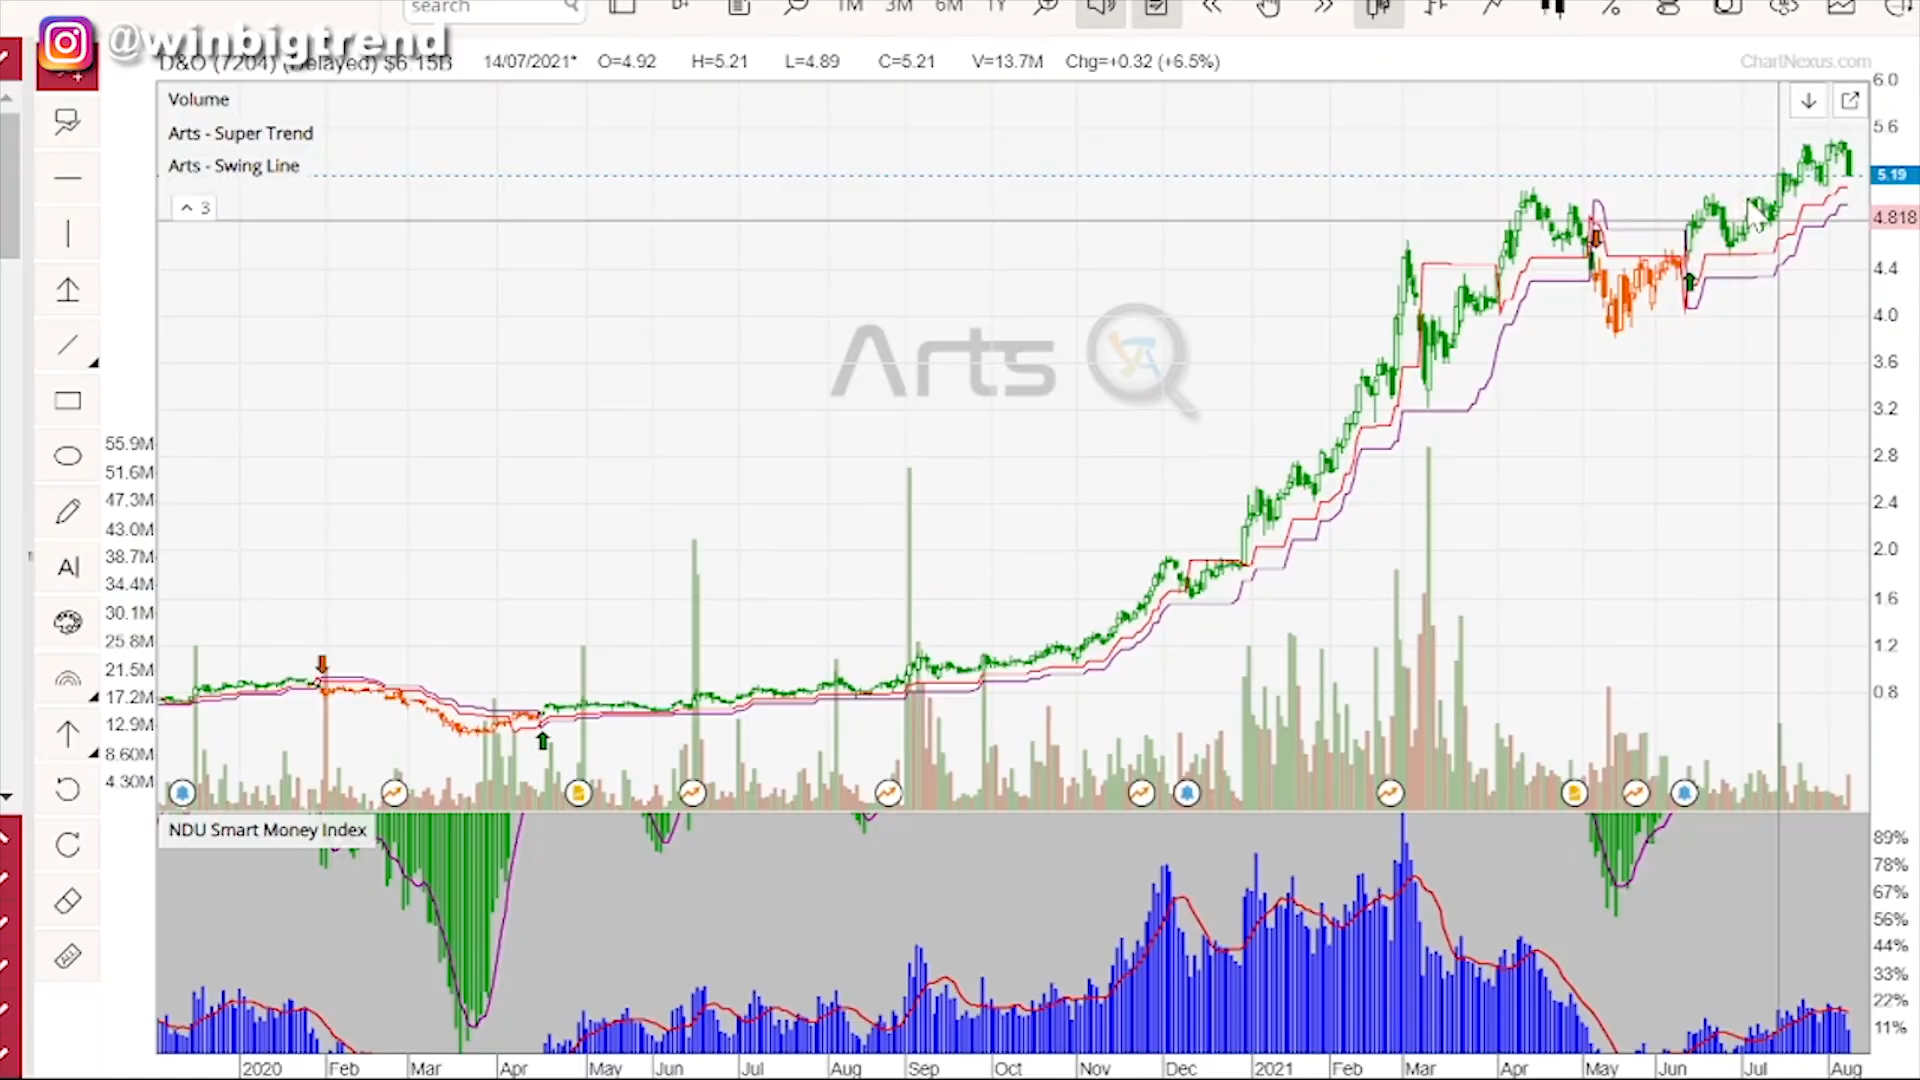 search
1M 3M 6M 1Y
@winbigtrend
D&O (7204) (Delayed) $6.15B 14/07/2021* O=4.92 H=5.21 L=4.89 C=5.21 V=13.7M Chg=+0.32 (+6.5%)
ChartNexus.com
Volume
Arts - Super Trend
Arts - Swing Line
3
6.0
5.6
5.19
4.818
4.4
4.0
3.6
3.2
2.8
2.4
2.0
1.6
1.2
0.8
Arts
55.9M
51.6M
47.3M
43.0M
38.7M
34.4M
30.1M
25.8M
21.5M
17.2M
12.9M
8.60M
4.30M
A|
NDU Smart Money Index
89%
78%
67%
56%
44%
33%
22%
11%
2020 Feb Mar Apr May Jun Jul Aug Sep Oct Nov Dec 2021 Feb Mar Apr May Jun Jul Aug